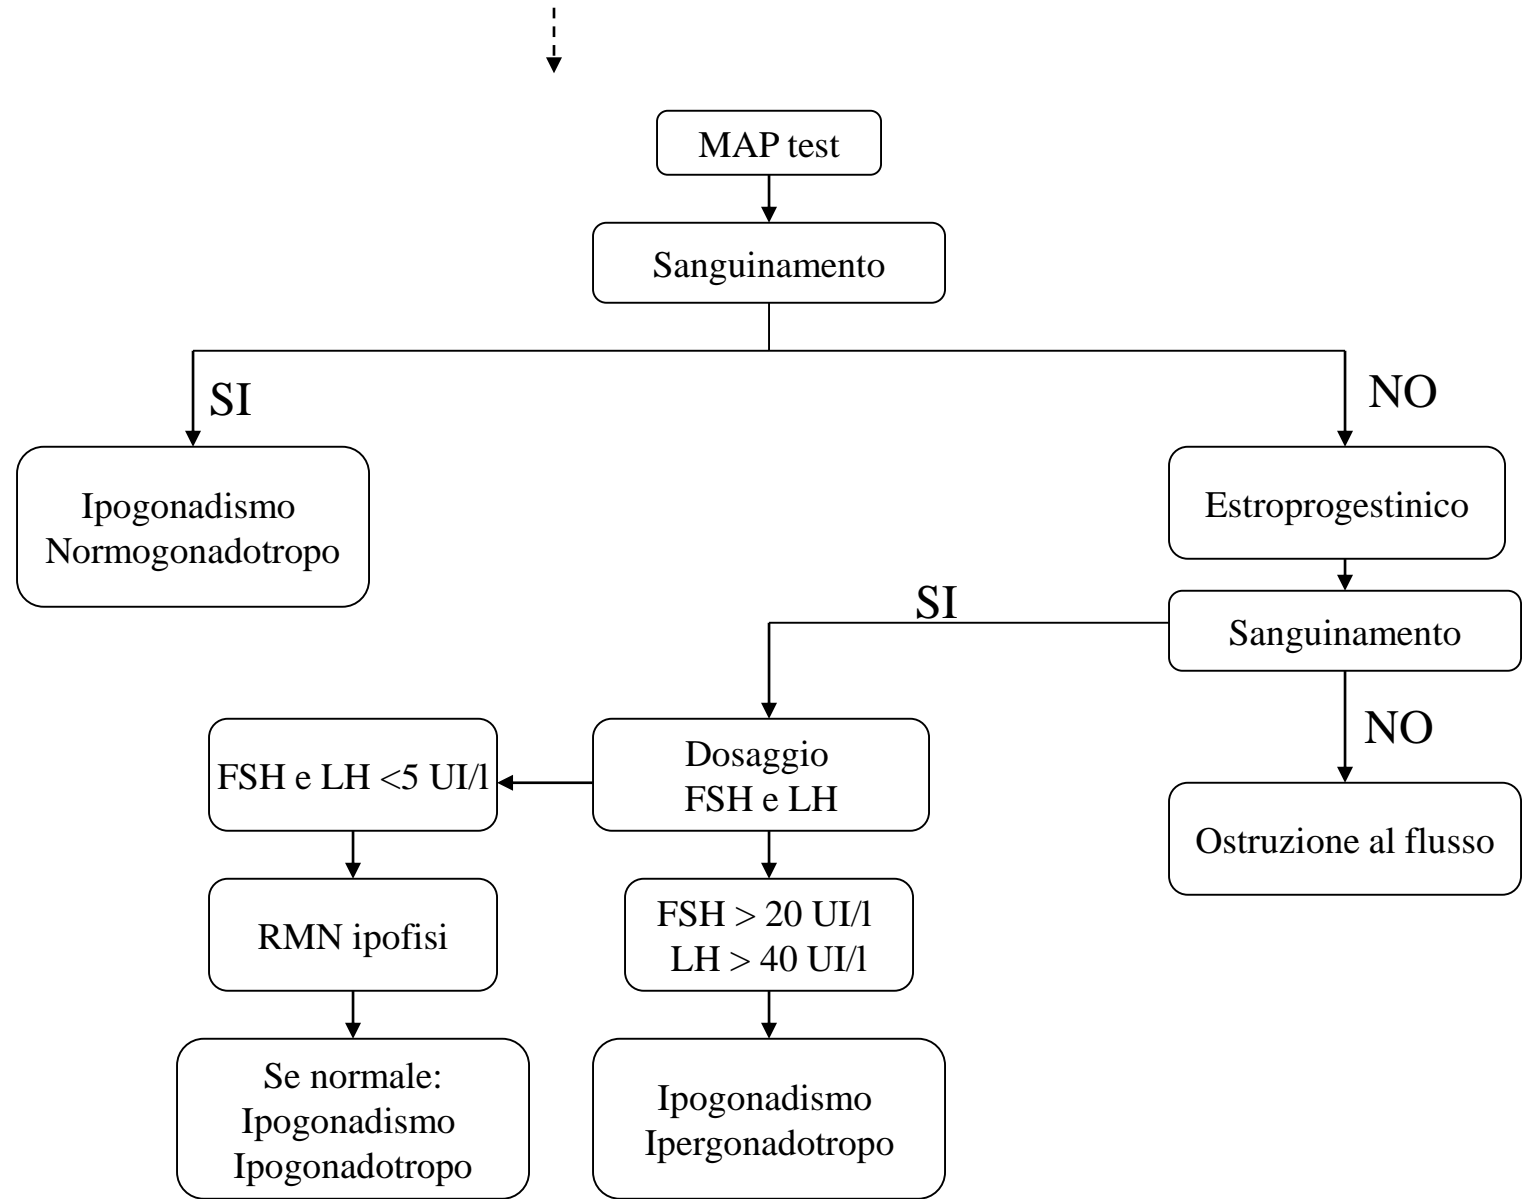 MAP test
Sanguinamento
SI
NO
Ipogonadismo
Normogonadotropo
Estroprogestinico
SI
Sanguinamento
NO
FSH e LH <5 UI/l
Dosaggio
FSH e LH
Ostruzione al flusso
RMN ipofisi
FSH > 20 UI/l
LH > 40 UI/l
Se normale:
Ipogonadismo
Ipogonadotropo
Ipogonadismo
Ipergonadotropo